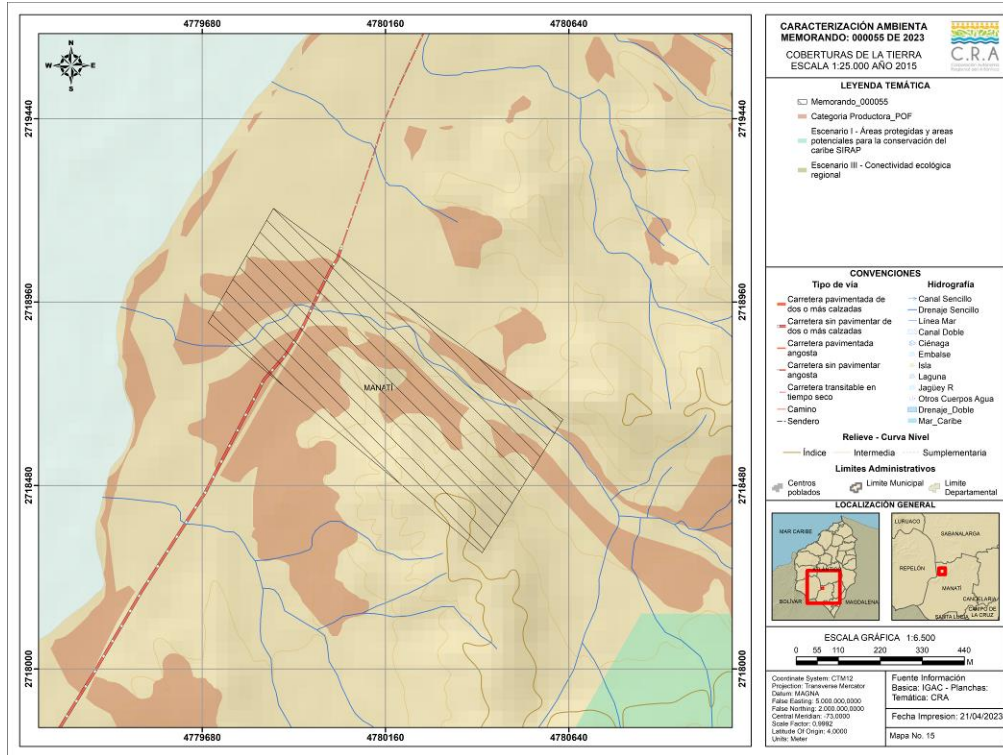 4779680
4780160
4780640
N
W
E
S
2719440
2719440
2718960
2718960
MANATÍ
2718480
2718480
2718000
2718000
4779680
4780160
4780640
CARACTERIZACIÓN AMBIENTA
MEMORANDO: 000055 DE 2023
COBERTURAS DE LA TIERRA
ESCALA 1:25.000 AÑO 2015
C.R.A
LEYENDA TEMÁTICA
Memorando_000055
Categoria Productora_POF
Escenario I - Áreas protegidas y areas
potenciales para la conservación del
caribe SIRAP
Escenario III - Conectividad ecológica
regional
CONVENCIONES
Tipo de vía
Carretera pavimentada de
dos o más calzadas
Carretera sin pavimentar de
dos o más calzadas
Carretera pavimentada
angosta
Carretera sin pavimentar
angosta
Carretera transitable en
tiempo seco
Camino
Sendero
Hidrografía
Canal Sencillo
Drenaje Sencillo
Línea Mar
Canal Doble
Ciénaga
Embalse
Isla
Laguna
Jagüey R
Otros Cuerpos Agua
Drenaje_Doble
Mar_Caribe
Relieve - Curva Nivel
Índice
Intermedia
Sumplementaria
Limites Administrativos
Centros
poblados
Limite Municipal
Limite
Departamental
LOCALIZACIÓN GENERAL
MAR CARIBE
BOLÍVAR
MAGDALENA
LURUACO
SABANALARGA
REPELÓN
MANATÍ
CANDELARIA
CAMPO DE
LA CRUZ
SANTA LUCÍA
ESCALA GRÁFICA 1:6.500
0 55 110 220 330 440
M
Coordinate System: CTM12
Projection: Transverse Mercator
Datum: MAGNA
False Easting: 5.000.000,0000
False Northing: 2.000.000,0000
Central Meridian: -73,0000
Scale Factor: 0,9992
Latitude Of Origin: 4,0000
Units: Meter
Fuente Información
Basica: IGAC - Planchas:
Temática: CRA
Fecha Impresion: 21/04/2023
Mapa No. 15